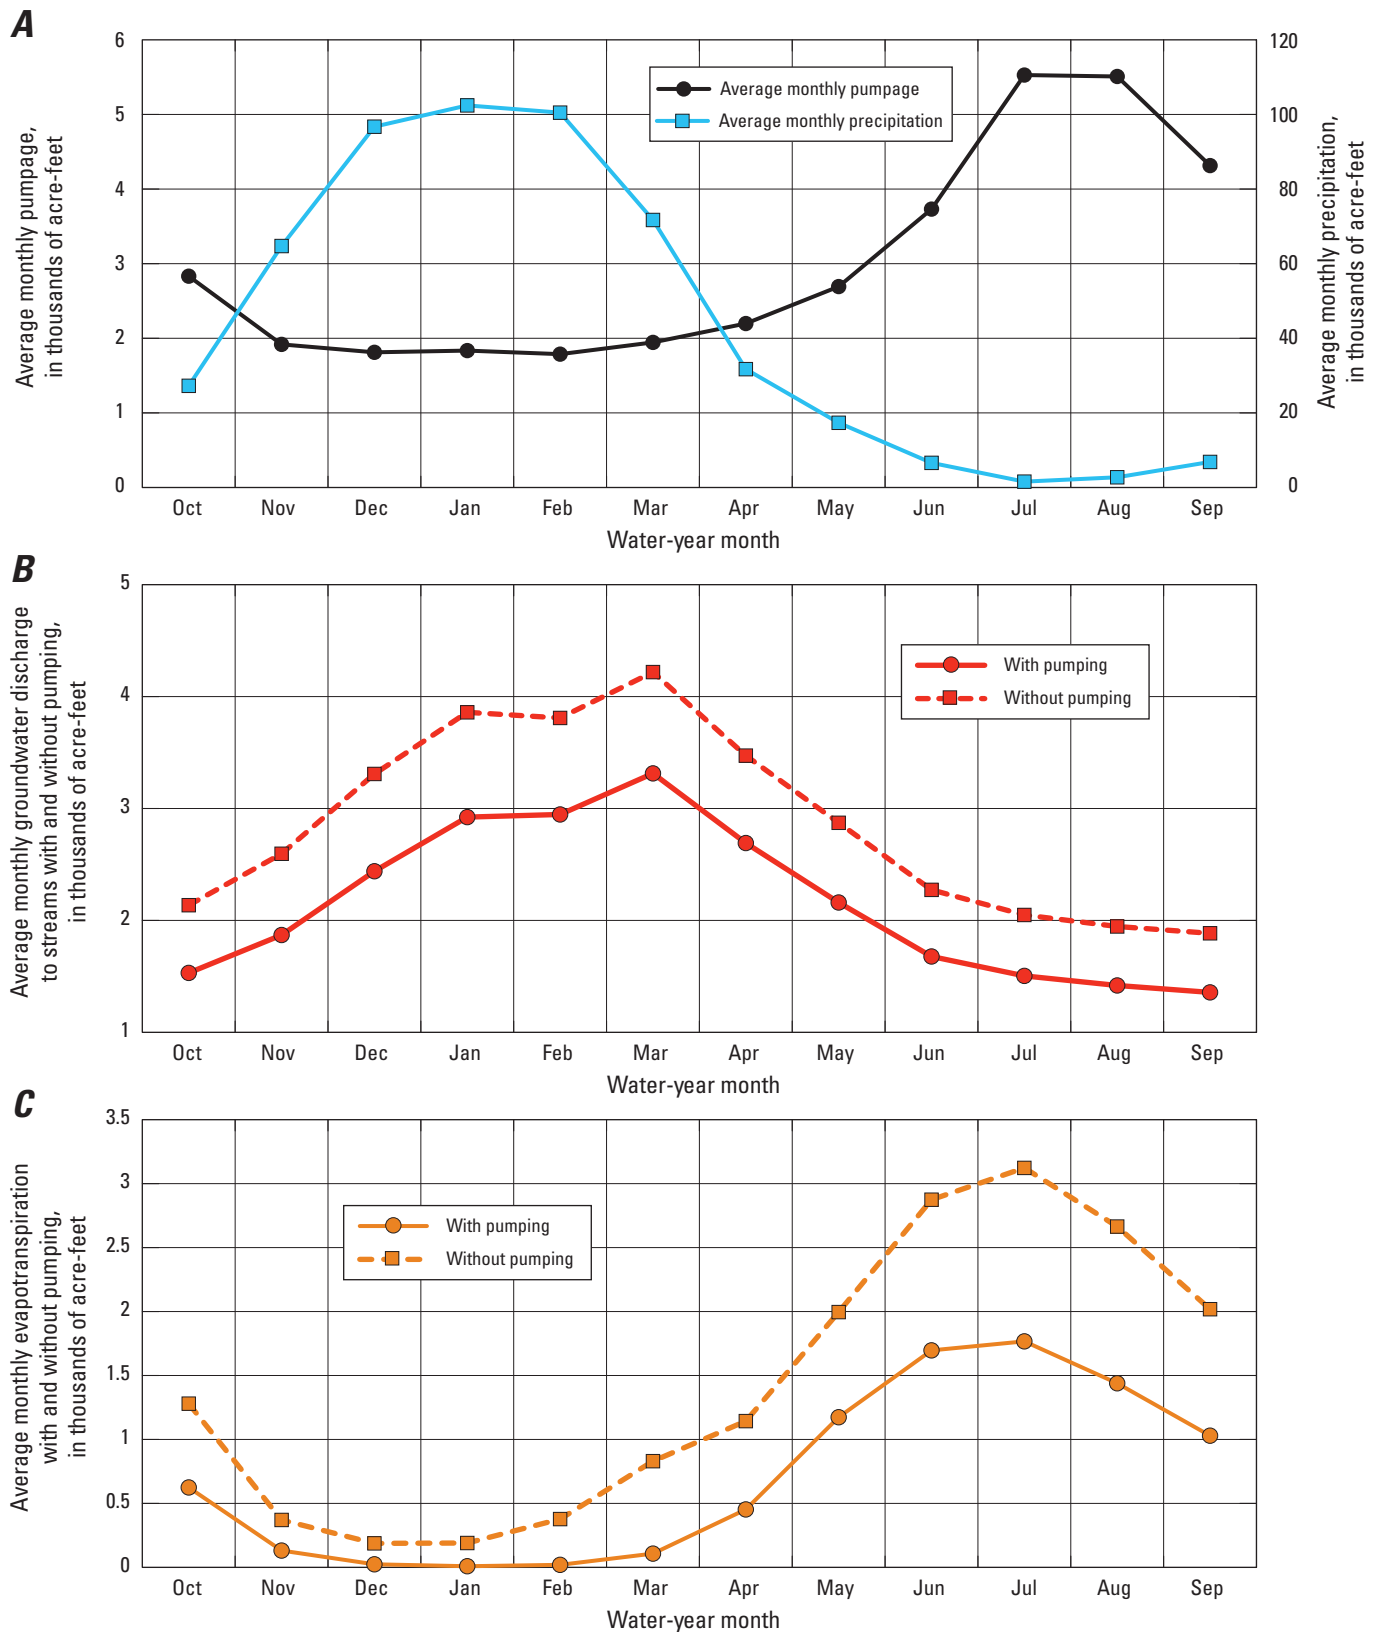 A
Average monthly pumpage,
in thousands of acre-feet
6
5
4
3
2
1
0
Average monthly pumpage
Average monthly precipitation
120
100
80
60
40
20
0
Average monthly precipitation,
in thousands of acre-feet
Oct Nov Dec Jan Feb Mar Apr May Jun Jul Aug Sep
Water-year month
B
Average monthly groundwater discharge
to streams with and without pumping,
in thousands of acre-feet
5
4
3
2
1
With pumping
Without pumping
Oct Nov Dec Jan Feb Mar Apr May Jun Jul Aug Sep
Water-year month
C
Average monthly evapotranspiration
with and without pumping,
in thousands of acre-feet
3.5
3
2.5
2
1.5
1
0.5
0
With pumping
Without pumping
Oct Nov Dec Jan Feb Mar Apr May Jun Jul Aug Sep
Water-year month